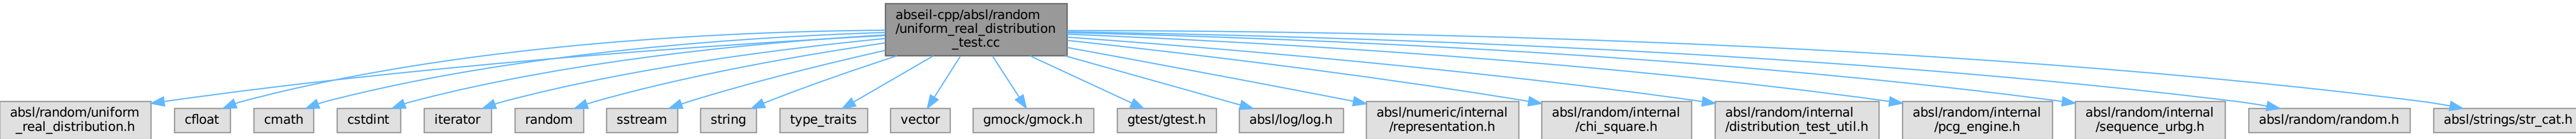 abseil-cpp/absl/random
/uniform_real_distribution
_test.cc
absl/random/uniform
_real_distribution.h
cfloat
cmath
cstdint
iterator
random
sstream
string
type_traits
vector
gmock/gmock.h
gtest/gtest.h
absl/log/log.h
absl/numeric/internal
/representation.h
absl/random/internal
/chi_square.h
absl/random/internal
/distribution_test_util.h
absl/random/internal
/pcg_engine.h
absl/random/internal
/sequence_urbg.h
absl/random/random.h
absl/strings/str_cat.h